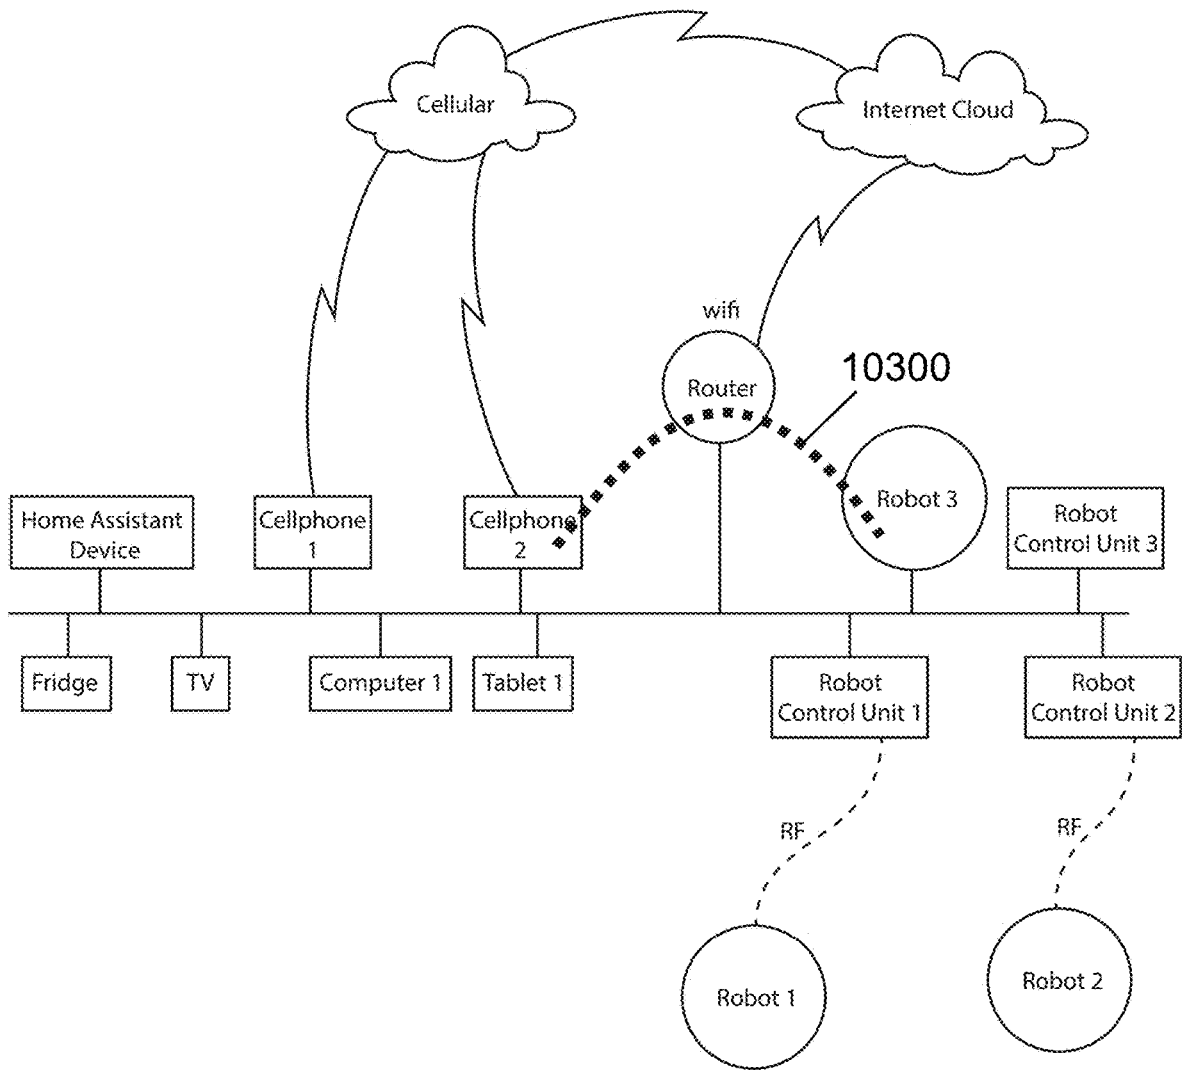 Cellular
Internet Cloud
wifi
Router
10300
Home Assistant
Device
Cellphone
1
Cellphone
2
Robot 3
Robot
Control Unit 3
Fridge
TV
Computer 1
Tablet 1
Robot
Control Unit 1
Robot
Control Unit 2
RF
RF
Robot 1
Robot 2